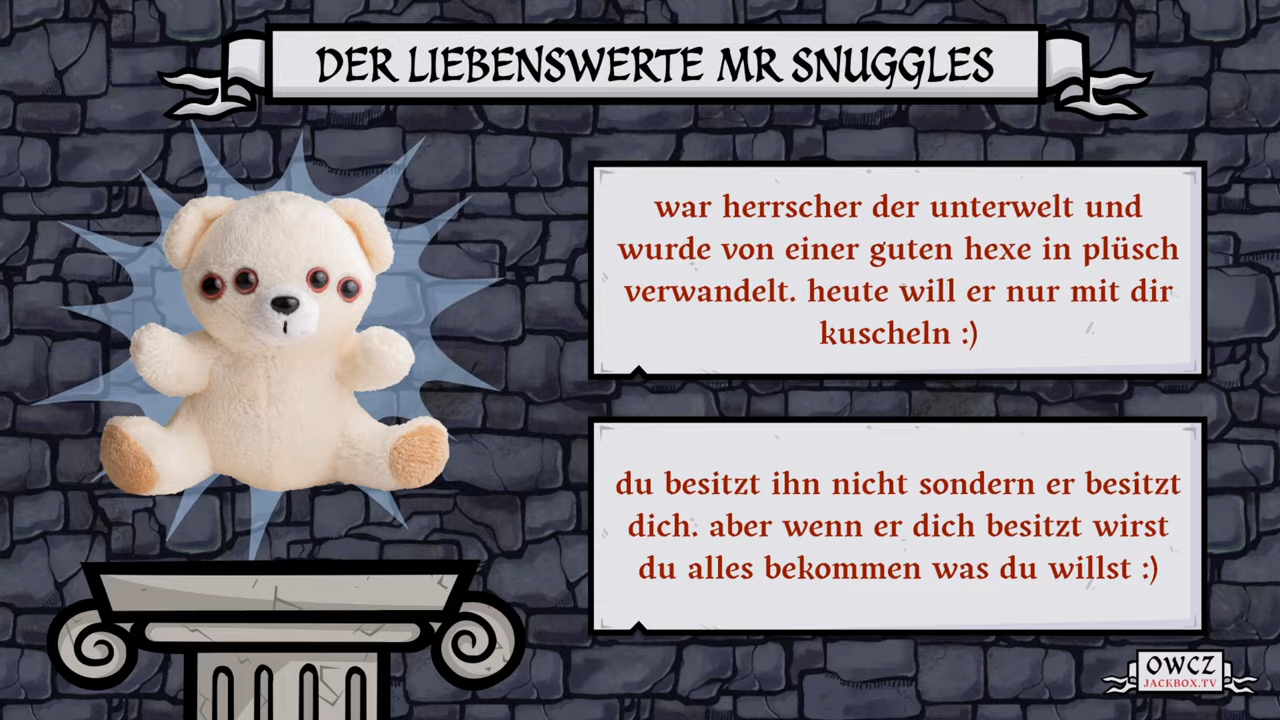 DER LIEBENSWERTE MR SNUGGLES
war herrscher der unterwelt und
wurde von einer guten hexe in plüsch
verwandelt. heute will er nur mit dir
kuscheln :)
du besitzt ihn nicht sondern er besitzt
dich. aber wenn er dich besitzt wirst
du alles bekommen was du willst :)
OWCZ
JACKBOX.TV